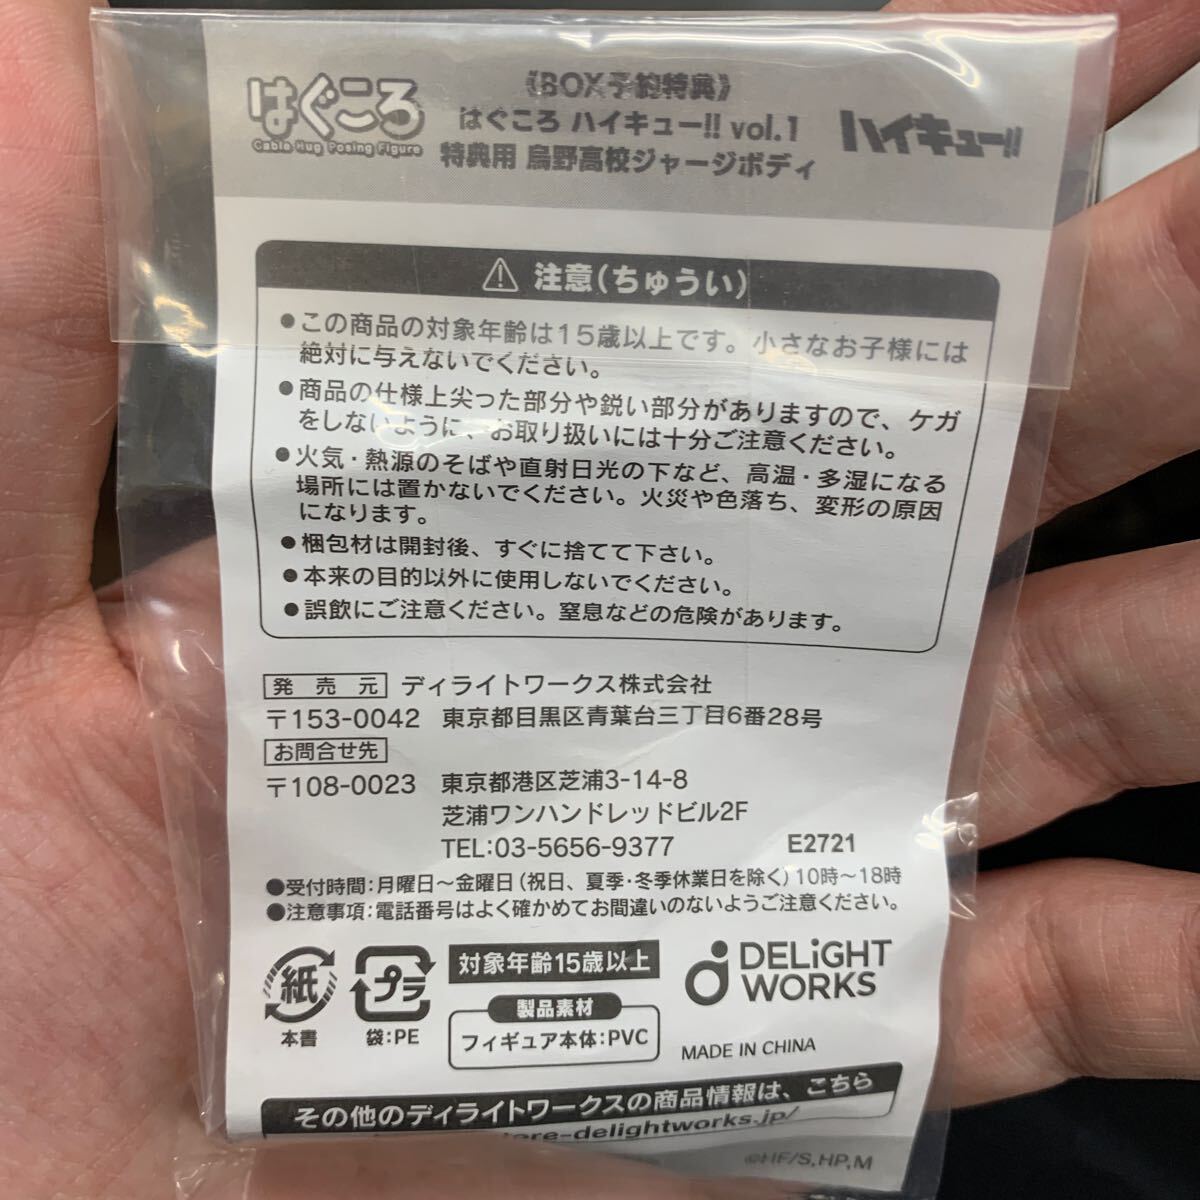 はぐころ
Cable Hug Posing Figure
《BOX予約特典》
はぐころ ハイキュー!! vol.1
特典用 烏野高校ジャージボディ
ハイキュー!!
注意(ちゅうい)
●この商品の対象年齢は15歳以上です。小さなお子様には
絶対に与えないでください。
●商品の仕様上尖った部分や鋭い部分がありますので、ケガ
をしないように、お取り扱いには十分ご注意ください。
●火気・熱源のそばや直射日光の下など、高温・多湿になる
場所には置かないでください。火災や色落ち、変形の原因
になります。
●梱包材は開封後、すぐに捨てて下さい。
●本来の目的以外に使用しないでください。
●誤飲にご注意ください。窒息などの危険があります。
発売元 ディライトワークス株式会社
〒153-0042 東京都目黒区青葉台三丁目6番28号
お問合せ先
〒108-0023 東京都港区芝浦3-14-8
芝浦ワンハンドレッドビル2F
TEL:03-5656-9377 E2721
●受付時間:月曜日～金曜日(祝日、夏季・冬季休業日を除く)10時～18時
●注意事項:電話番号はよく確かめてお間違いのないようご注意ください。
紙
本書
プラ
袋:PE
対象年齢15歳以上
製品素材
フィギュア本体:PVC
DELiGHT
WORKS
MADE IN CHINA
その他のディライトワークスの商品情報は、こちら
ore-delightworks.jp/
©HF/S,HP,M